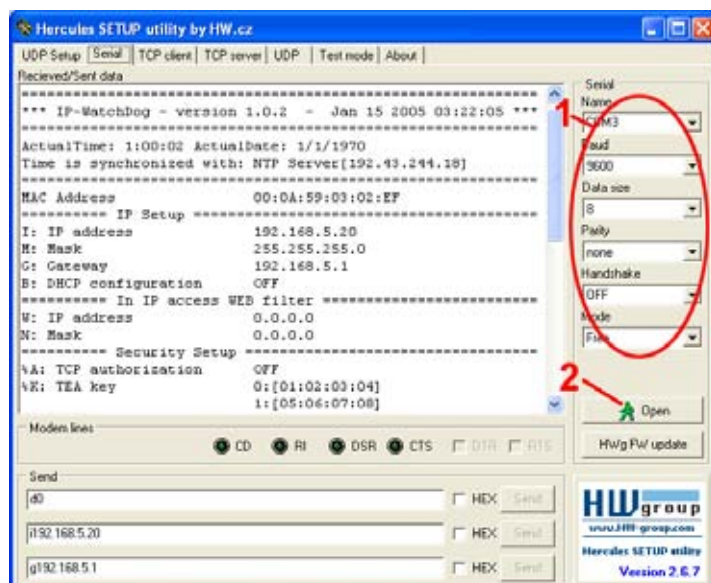 Hercules SETUP utility by HW.cz
UDP Setup Serial TCP client TCP server UDP Test mode About
Recieved/Sent data
*** IP-WatchDog - version 1.0.2 - Jan 15 2005 03:22:05 ***
ActualTime: 1:00:02 ActualDate: 1/1/1970
Time is synchronized with: NTP Server[192.43.244.18]
MAC Address 00:0A:59:03:02:EF
========== IP Setup ==========
I: IP address 192.168.5.20
M: Mask 255.255.255.0
G: Gateway 192.168.5.1
B: DHCP configuration OFF
========== In IP access WEB filter ==========
W: IP address 0.0.0.0
N: Mask 0.0.0.0
========== Security Setup ==========
%A: TCP authorization OFF
%K: TEA key 0:[01:02:03:04]
1:[05:06:07:08]
Modem lines
CD RI DSR CTS DTR RTS
Send
d0 HEX Send
i192.168.5.20 HEX Send
g192.168.5.1 HEX Send
Serial
1
Name
COM3
Baud
9600
Data size
8
Parity
none
Handshake
OFF
Mode
Free
2
Open
HWg FW update
HW group
www.HW-group.com
Hercules SETUP utility
Version 2.6.7